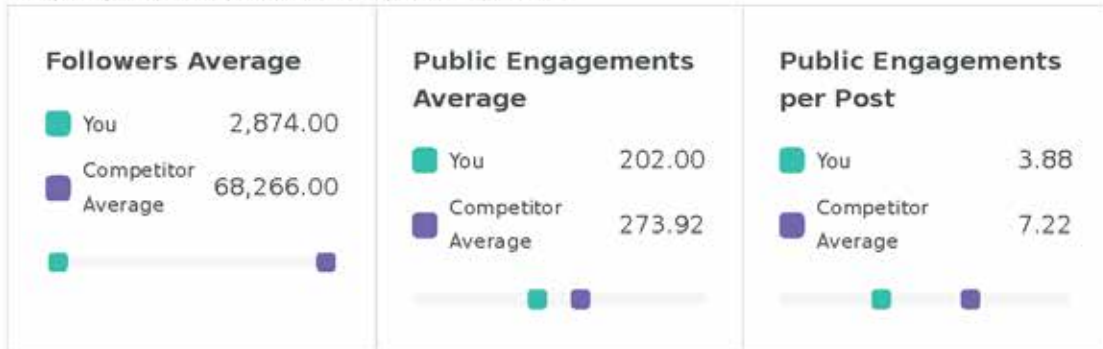 Followers Average
You 2,874.00
Competitor
Average 68,266.00
Public Engagements
Average
You 202.00
Competitor
Average 273.92
Public Engagements
per Post
You 3.88
Competitor
Average 7.22